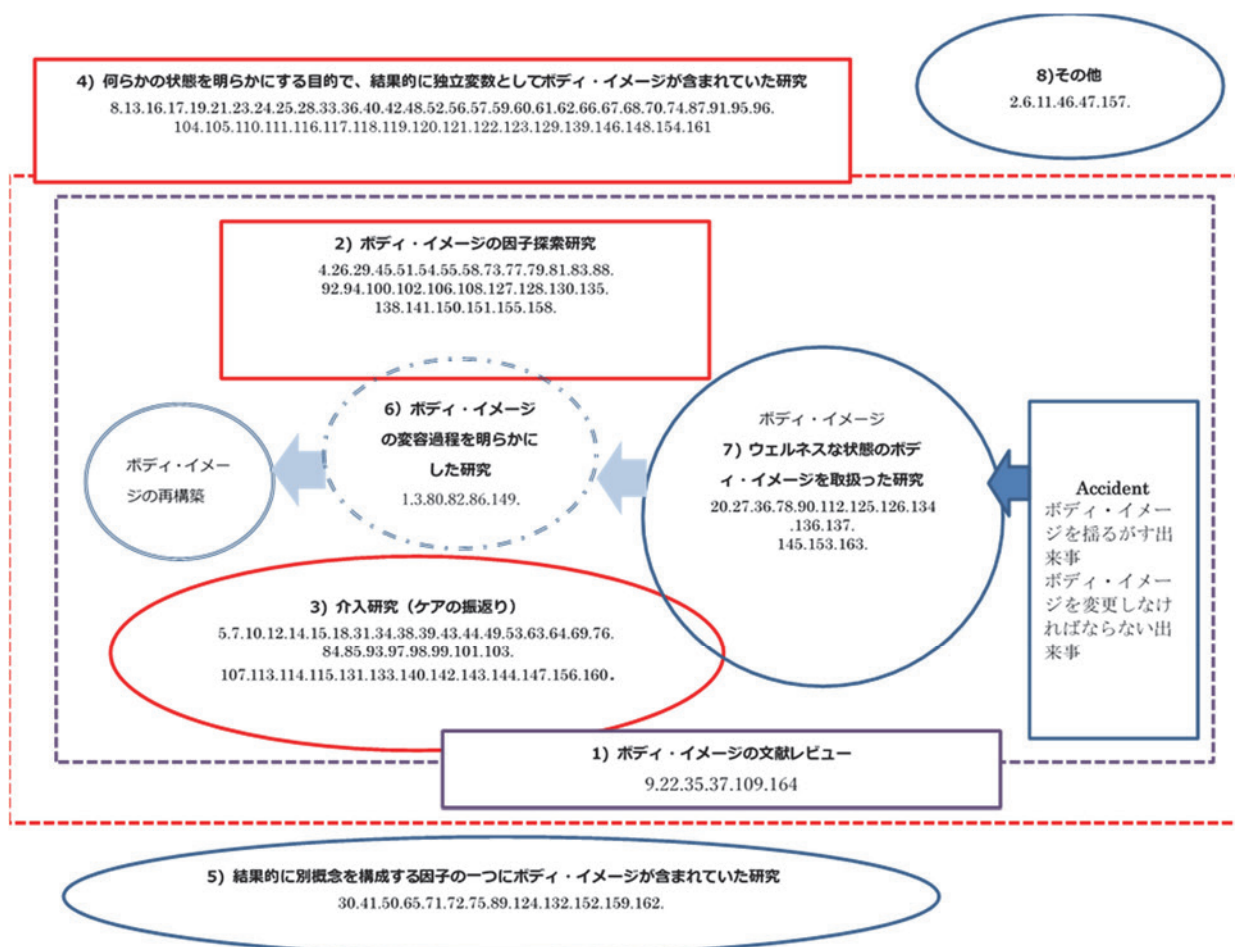 4) 何らかの状態を明らかにする目的で、結果的に独立変数としてボディ・イメージが含まれていた研究
8.13.16.17.19.21.23.24.25.28.33.36.40.42.48.52.56.57.59.60.61.62.66.67.68.70.74.87.91.95.96.
104.105.110.111.116.117.118.119.120.121.122.123.129.139.146.148.154.161
8)その他
2.6.11.46.47.157.
2) ボディ・イメージの因子探索研究
4.26.29.45.51.54.55.58.73.77.79.81.83.88.
92.94.100.102.106.108.127.128.130.135.
138.141.150.151.155.158.
6) ボディ・イメージ
の変容過程を明らかに
した研究
1.3.80.82.86.149.
ボディ・イメー
ジの再構築
ボディ・イメージ
7) ウェルネスな状態のボデ
ィ・イメージを取扱った研究
20.27.36.78.90.112.125.126.134
.136.137.
145.153.163.
Accident
ボディ・イメー
ジを揺るがす出
来事
ボディ・イメー
ジを変更しなけ
ればならない出
来事
3) 介入研究（ケアの振返り）
5.7.10.12.14.15.18.31.34.38.39.43.44.49.53.63.64.69.76.
84.85.93.97.98.99.101.103.
107.113.114.115.131.133.140.142.143.144.147.156.160.
1) ボディ・イメージの文献レビュー
9.22.35.37.109.164
5) 結果的に別概念を構成する因子の一つにボディ・イメージが含まれていた研究
30.41.50.65.71.72.75.89.124.132.152.159.162.